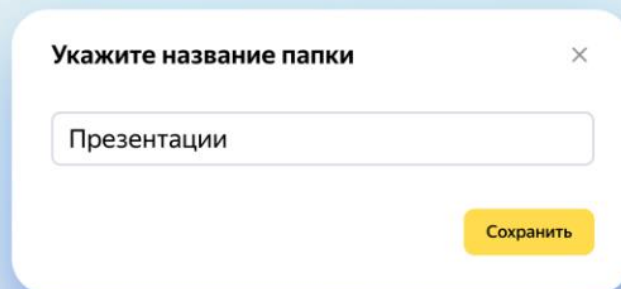 Укажите название папки
Презентации
Сохранить